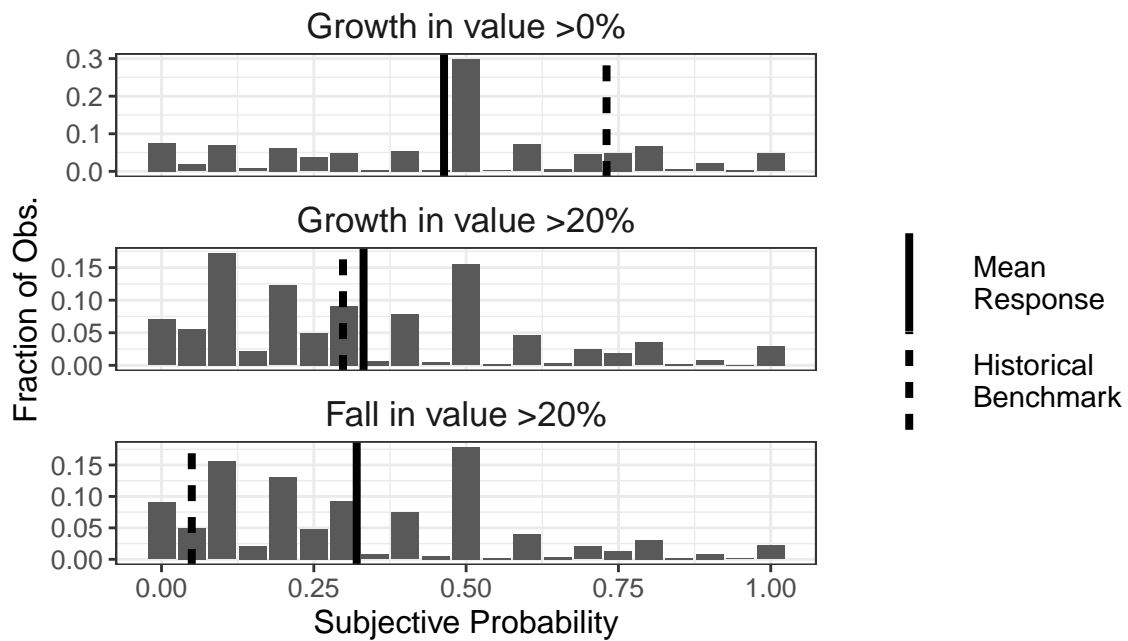 Growth in value >0%
0.3
0.2
0.1
0.0
Growth in value >20%
0.15
0.10
0.05
0.00
Fall in value >20%
0.15
0.10
0.05
0.00
0.00 0.25 0.50 0.75 1.00
Subjective Probability
Fraction of Obs.
Mean
Response
Historical
Benchmark